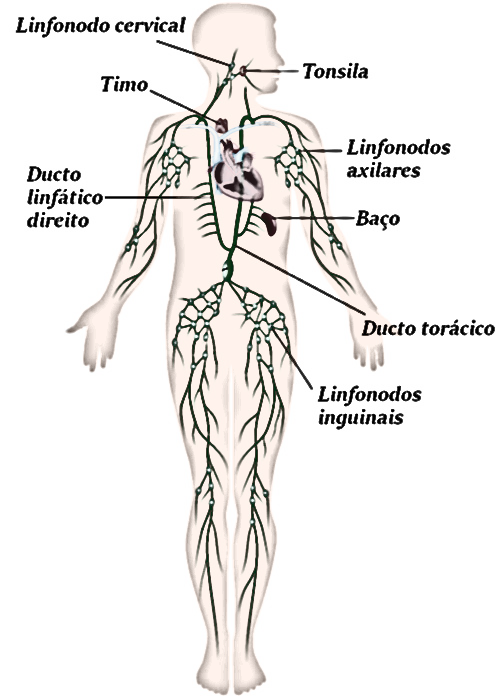 Linfonodo cervical
Tonsila
Timo
Linfonodos
axilares
Ducto
linfático
direito
Baço
Ducto torácico
Linfonodos
inguinais